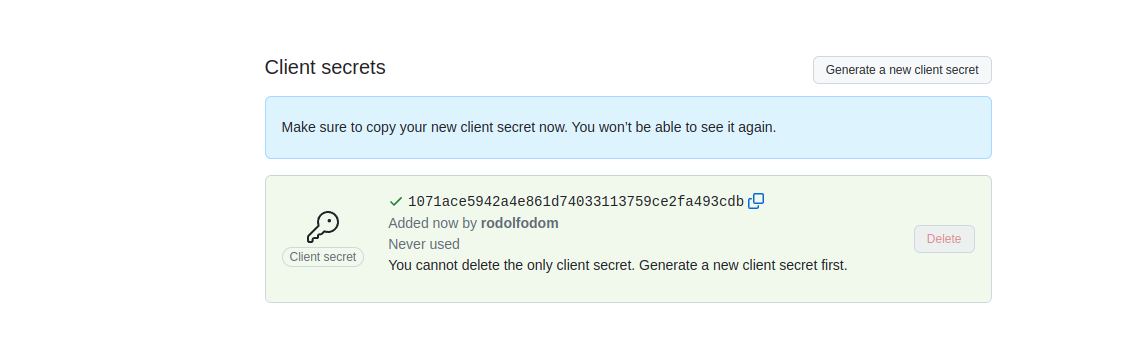 Client secrets
Generate a new client secret
Make sure to copy your new client secret now. You won’t be able to see it again.
1071ace5942a4e861d74033113759ce2fa493cdb
Added now by rodolfodom
Never used
You cannot delete the only client secret. Generate a new client secret first.
Client secret
Delete